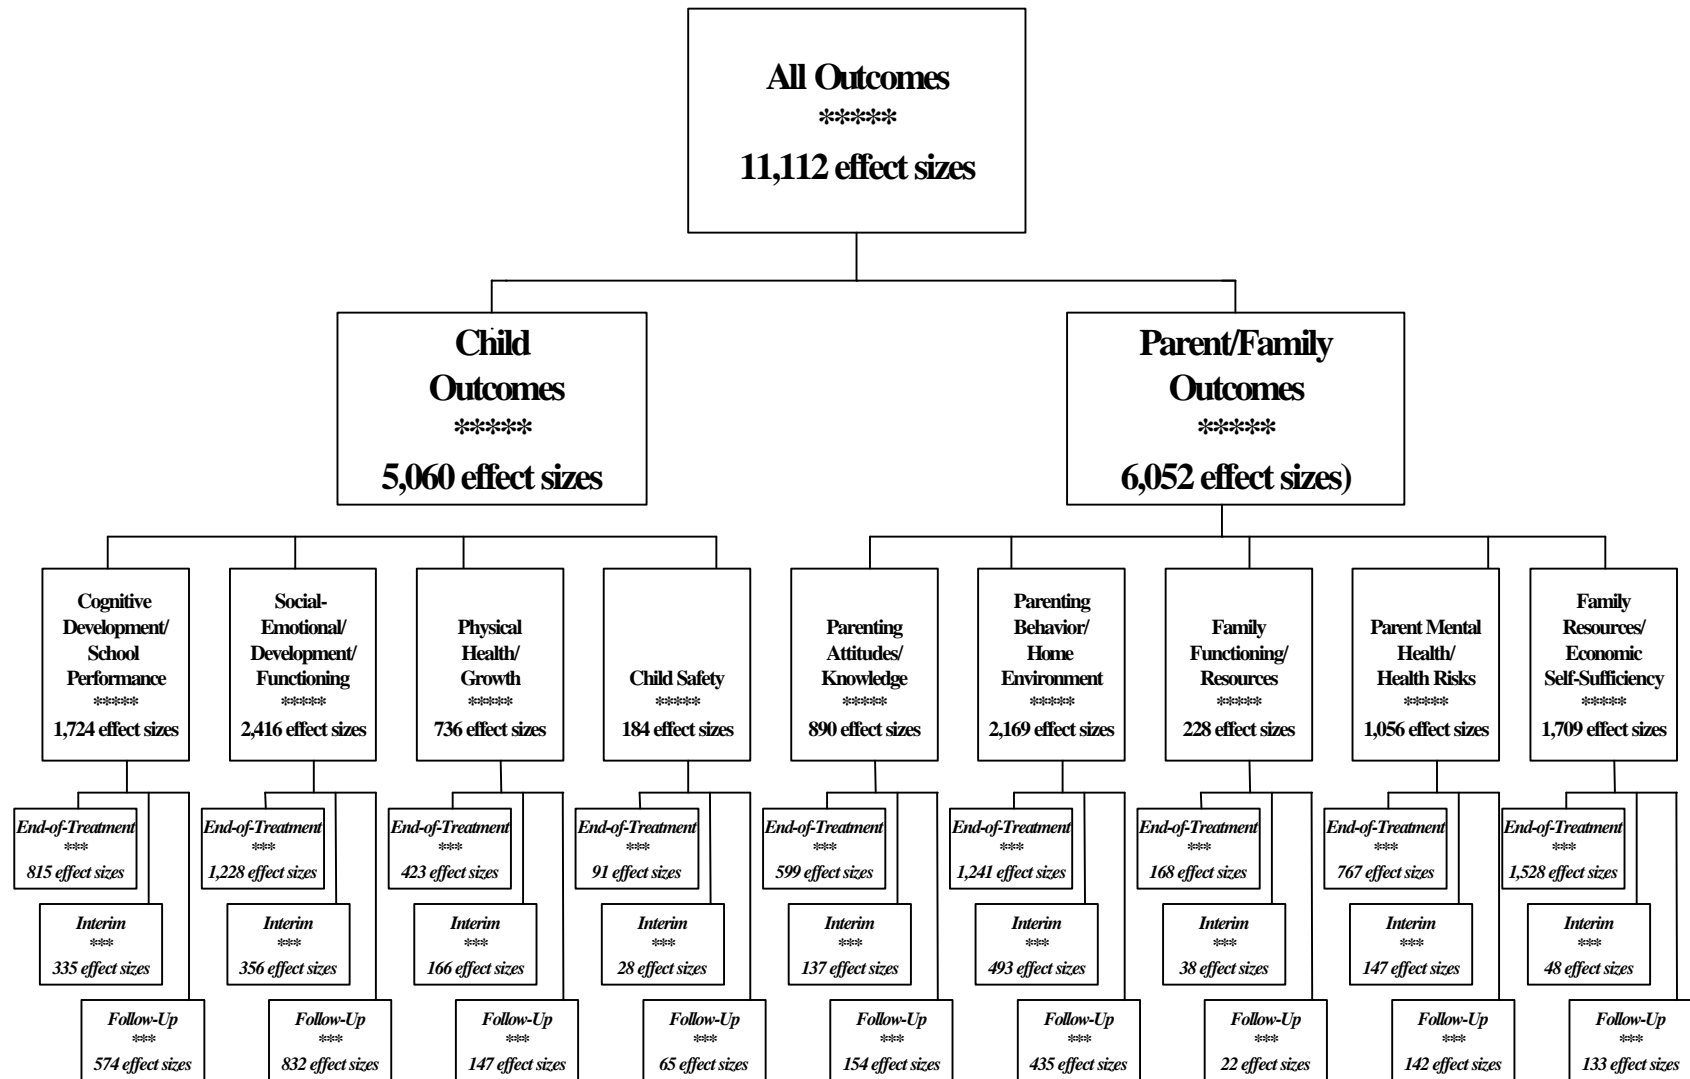 All Outcomes
*****
11,112 effect sizes
Child
Outcomes
*****
5,060 effect sizes
Parent/Family
Outcomes
*****
6,052 effect sizes)
Cognitive
Development/
School
Performance
*****
1,724 effect sizes
Social-
Emotional/
Development/
Functioning
*****
2,416 effect sizes
Physical
Health/
Growth
*****
736 effect sizes
Child Safety
*****
184 effect sizes
Parenting
Attitudes/
Knowledge
*****
890 effect sizes
Parenting
Behavior/
Home
Environment
*****
2,169 effect sizes
Family
Functioning/
Resources
*****
228 effect sizes
Parent Mental
Health/
Health Risks
*****
1,056 effect sizes
Family
Resources/
Economic
Self-Sufficiency
*****
1,709 effect sizes
End-of-Treatment
***
815 effect sizes
End-of-Treatment
***
1,228 effect sizes
End-of-Treatment
***
423 effect sizes
End-of-Treatment
***
91 effect sizes
End-of-Treatment
***
599 effect sizes
End-of-Treatment
***
1,241 effect sizes
End-of-Treatment
***
168 effect sizes
End-of-Treatment
***
767 effect sizes
End-of-Treatment
***
1,528 effect sizes
Interim
***
335 effect sizes
Interim
***
356 effect sizes
Interim
***
166 effect sizes
Interim
***
28 effect sizes
Interim
***
137 effect sizes
Interim
***
493 effect sizes
Interim
***
38 effect sizes
Interim
***
147 effect sizes
Interim
***
48 effect sizes
Follow-Up
***
574 effect sizes
Follow-Up
***
832 effect sizes
Follow-Up
***
147 effect sizes
Follow-Up
***
65 effect sizes
Follow-Up
***
154 effect sizes
Follow-Up
***
435 effect sizes
Follow-Up
***
22 effect sizes
Follow-Up
***
142 effect sizes
Follow-Up
***
133 effect sizes